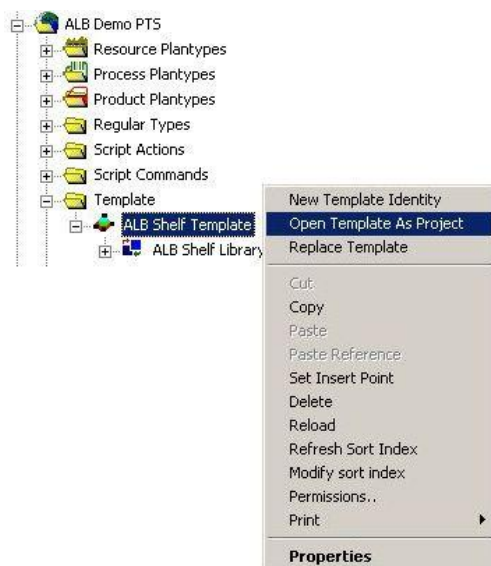 ALB Demo PTS
Resource Plantypes
Process Plantypes
Product Plantypes
Regular Types
Script Actions
Script Commands
Template
ALB Shelf Template
ALB Shelf Library
New Template Identity
Open Template As Project
Replace Template
Cut
Copy
Paste
Paste Reference
Set Insert Point
Delete
Reload
Refresh Sort Index
Modify sort index
Permissions..
Print
Properties